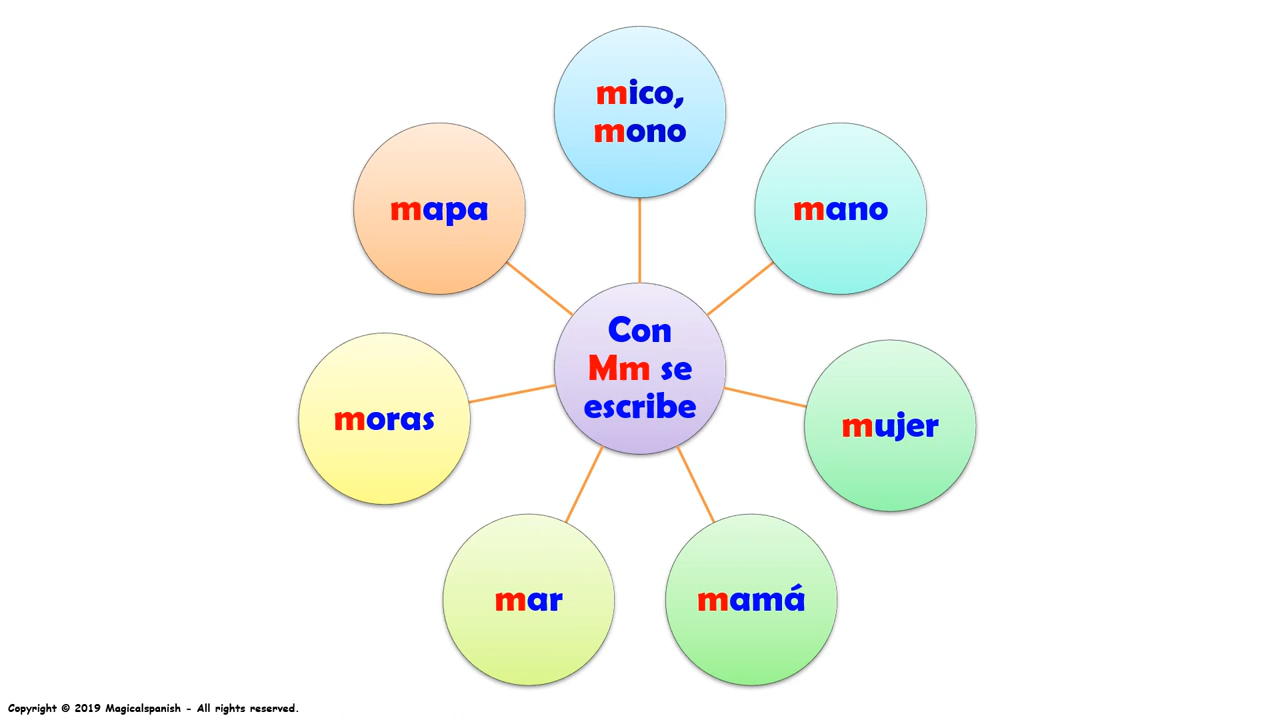 mico,
mono
mapa
mano
Con
Mm se
escribe
moras
mujer
mar
mamá
Copyright © 2019 Magicalspanish - All rights reserved.